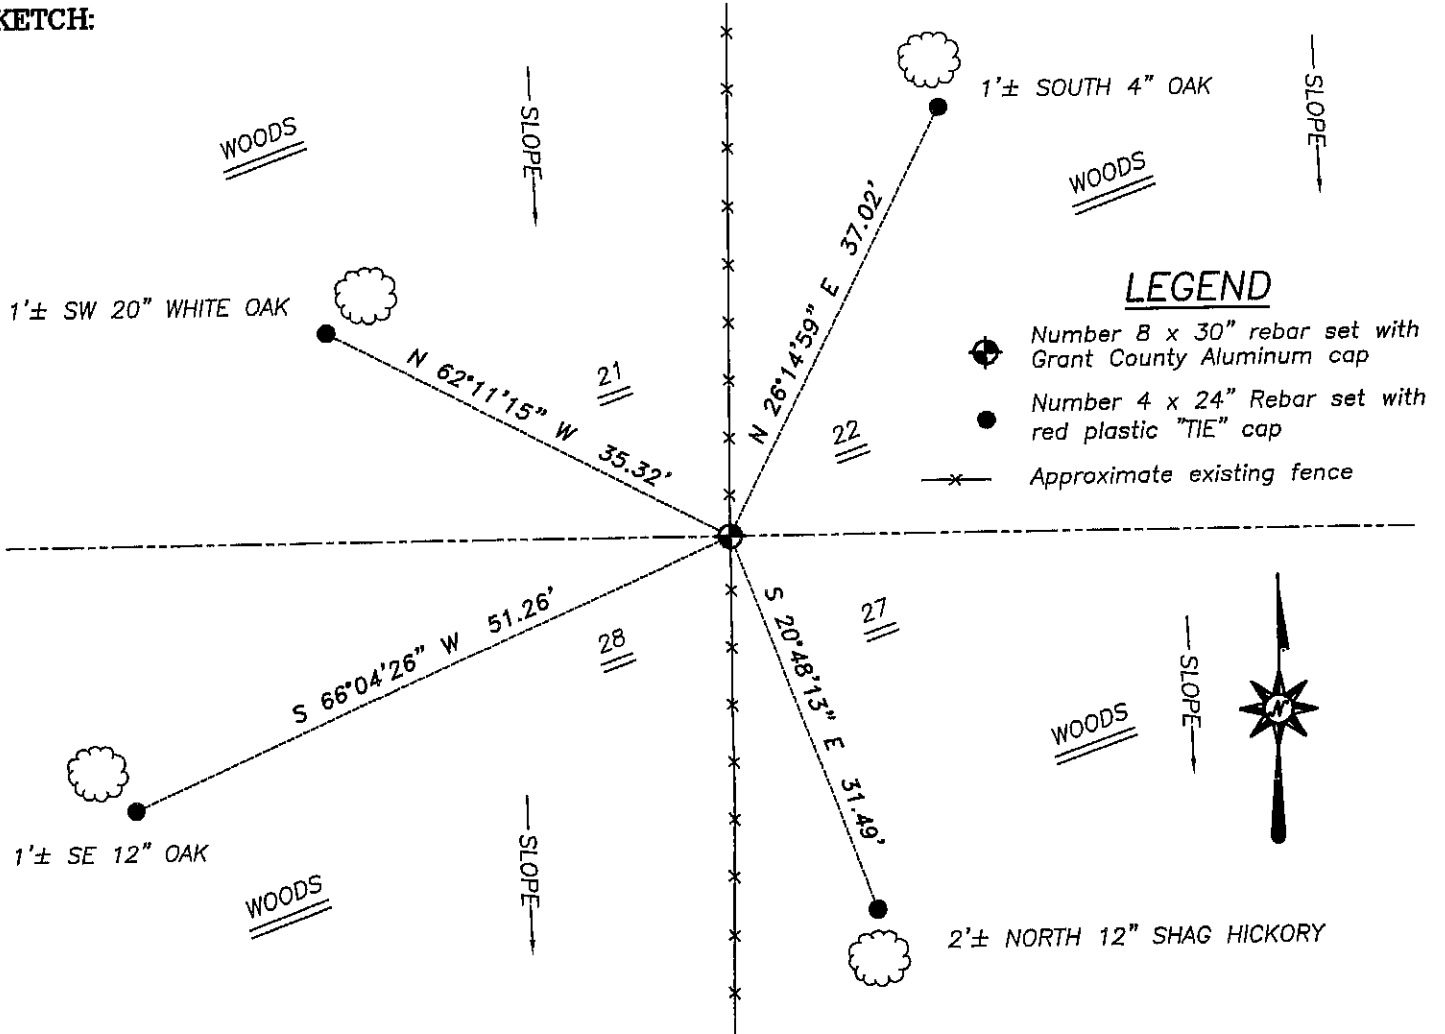 KETCH:
1'± SOUTH 4" OAK
WOODS
SLOPE
SLOPE
WOODS
N 26°14'59" E 37.02'
1'± SW 20" WHITE OAK
N 62°11'15" W 35.32'
21
22
LEGEND
Number 8 x 30" rebar set with
Grant County Aluminum cap
Number 4 x 24" Rebar set with
red plastic "TIE" cap
Approximate existing fence
S 66°04'26" W 51.26'
28
S 20°48'13" E 31.49'
27
SLOPE
WOODS
N
1'± SE 12" OAK
WOODS
SLOPE
2'± NORTH 12" SHAG HICKORY